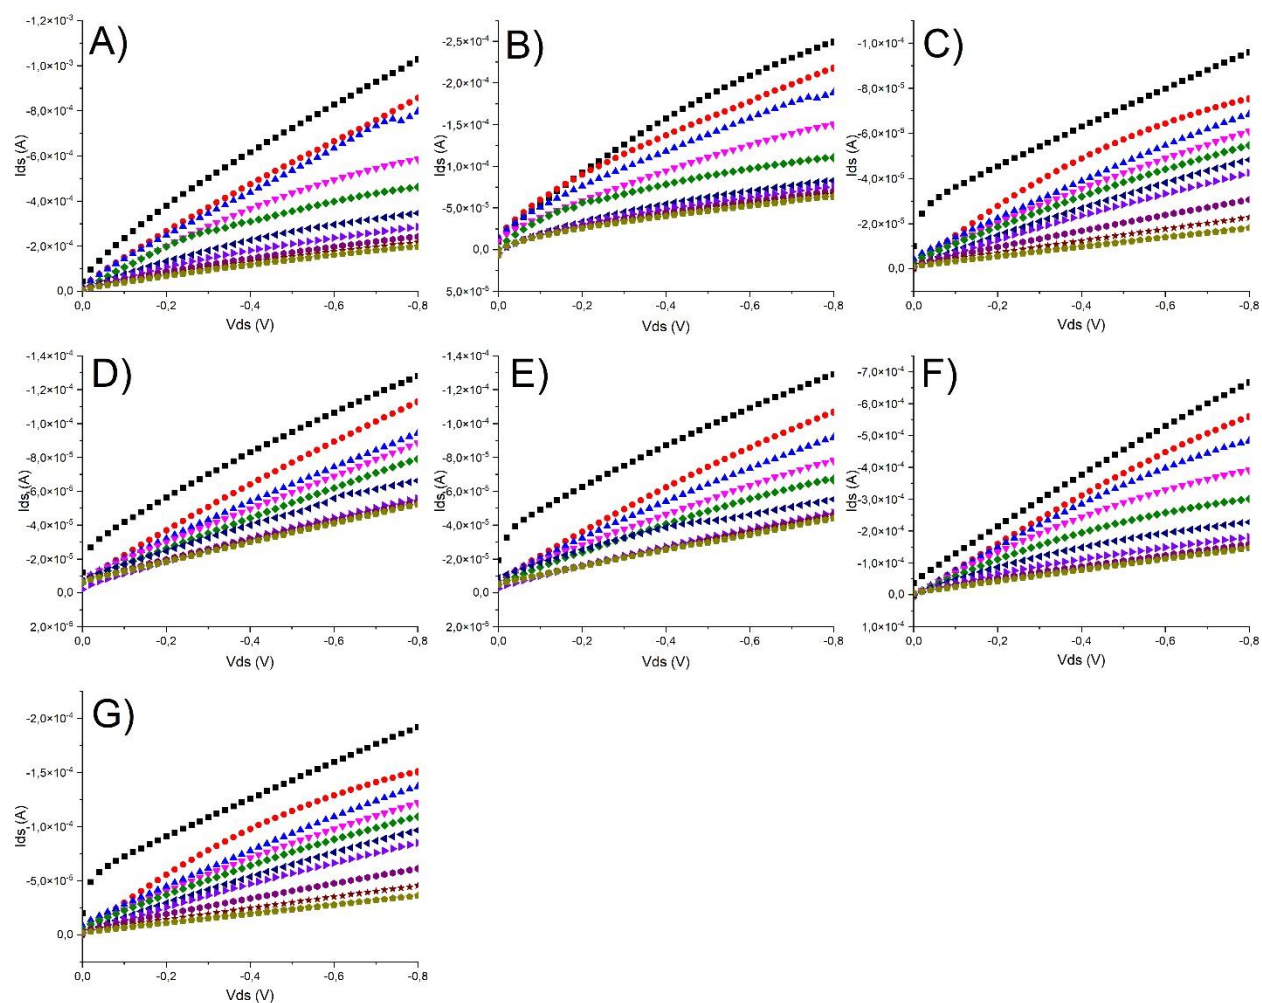 A)
-1,2×10⁻³
-1,0×10⁻³
-8,0×10⁻⁴
-6,0×10⁻⁴
-4,0×10⁻⁴
-2,0×10⁻⁴
0,0
Ids (A)
0,0 -0,2 -0,4 -0,6 -0,8
Vds (V)
B)
-2,5×10⁻⁴
-2,0×10⁻⁴
-1,5×10⁻⁴
-1,0×10⁻⁴
-5,0×10⁻⁵
0,0
5,0×10⁻⁵
Ids (A)
0,0 -0,2 -0,4 -0,6 -0,8
Vds (V)
C)
-1,0×10⁻⁴
-8,0×10⁻⁵
-6,0×10⁻⁵
-4,0×10⁻⁵
-2,0×10⁻⁵
0,0
Ids (A)
0,0 -0,2 -0,4 -0,6 -0,8
Vds (V)
D)
-1,4×10⁻⁴
-1,2×10⁻⁴
-1,0×10⁻⁴
-8,0×10⁻⁵
-6,0×10⁻⁵
-4,0×10⁻⁵
-2,0×10⁻⁵
0,0
2,0×10⁻⁵
Ids (A)
0,0 -0,2 -0,4 -0,6 -0,8
Vds (V)
E)
-1,4×10⁻⁴
-1,2×10⁻⁴
-1,0×10⁻⁴
-8,0×10⁻⁵
-6,0×10⁻⁵
-4,0×10⁻⁵
-2,0×10⁻⁵
0,0
2,0×10⁻⁵
Ids (A)
0,0 -0,2 -0,4 -0,6 -0,8
Vds (V)
F)
-7,0×10⁻⁴
-6,0×10⁻⁴
-5,0×10⁻⁴
-4,0×10⁻⁴
-3,0×10⁻⁴
-2,0×10⁻⁴
-1,0×10⁻⁴
0,0
1,0×10⁻⁴
Ids (A)
0,0 -0,2 -0,4 -0,6 -0,8
Vds (V)
G)
-2,0×10⁻⁴
-1,5×10⁻⁴
-1,0×10⁻⁴
-5,0×10⁻⁵
0,0
Ids (A)
0,0 -0,2 -0,4 -0,6 -0,8
Vds (V)